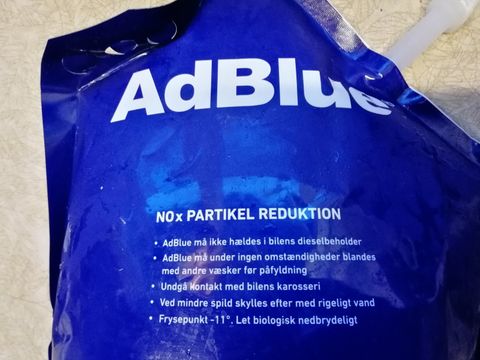 AdBlue
NOx PARTIKEL REDUKTION
• AdBlue må ikke hældes i bilens dieselbeholder
• AdBlue må under ingen omstændigheder blandes
med andre væsker før påfyldning
• Undgå kontakt med bilens karosseri
• Ved mindre spild skylles efter med rigeligt vand
• Frysepunkt -11°. Let biologisk nedbrydeligt